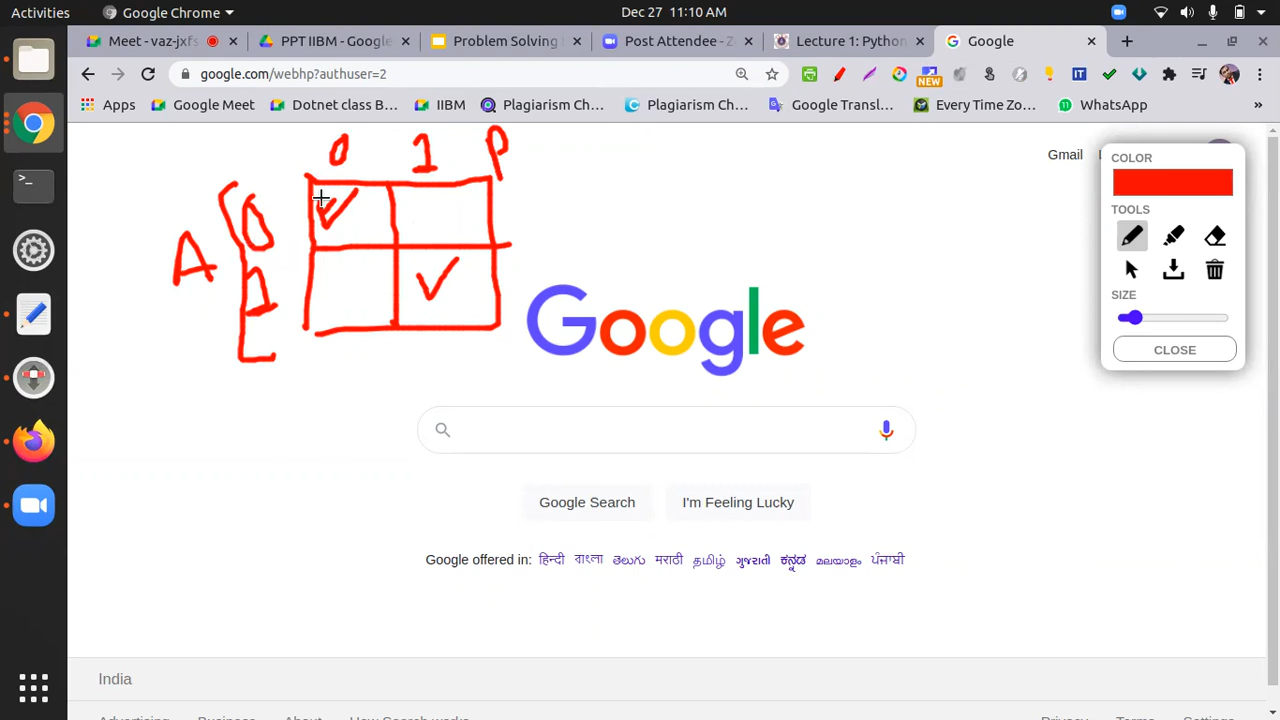 Activities Google Chrome Dec 27 11:10 AM
Meet - vaz-jxfs PPT IIBM - Google Problem Solving Post Attendee - Z Lecture 1: Python Google
google.com/webhp?authuser=2 NEW
Apps Google Meet Dotnet class B... IIBM Plagiarism Ch... Plagiarism Ch... Google Transl... Every Time Zo... 11 WhatsApp »
0 1 P
Gmail
COLOR
TOOLS
SIZE
CLOSE
A 0
1
Google
Google Search I'm Feeling Lucky
Google offered in: हिन्दी বাংলা తెలుగు मराठी தமிழ் ગુજરાતી ಕನ್ನಡ മലയാളം ਪੰਜਾਬੀ
India
Advertising Business How Search works Privacy Terms Settings